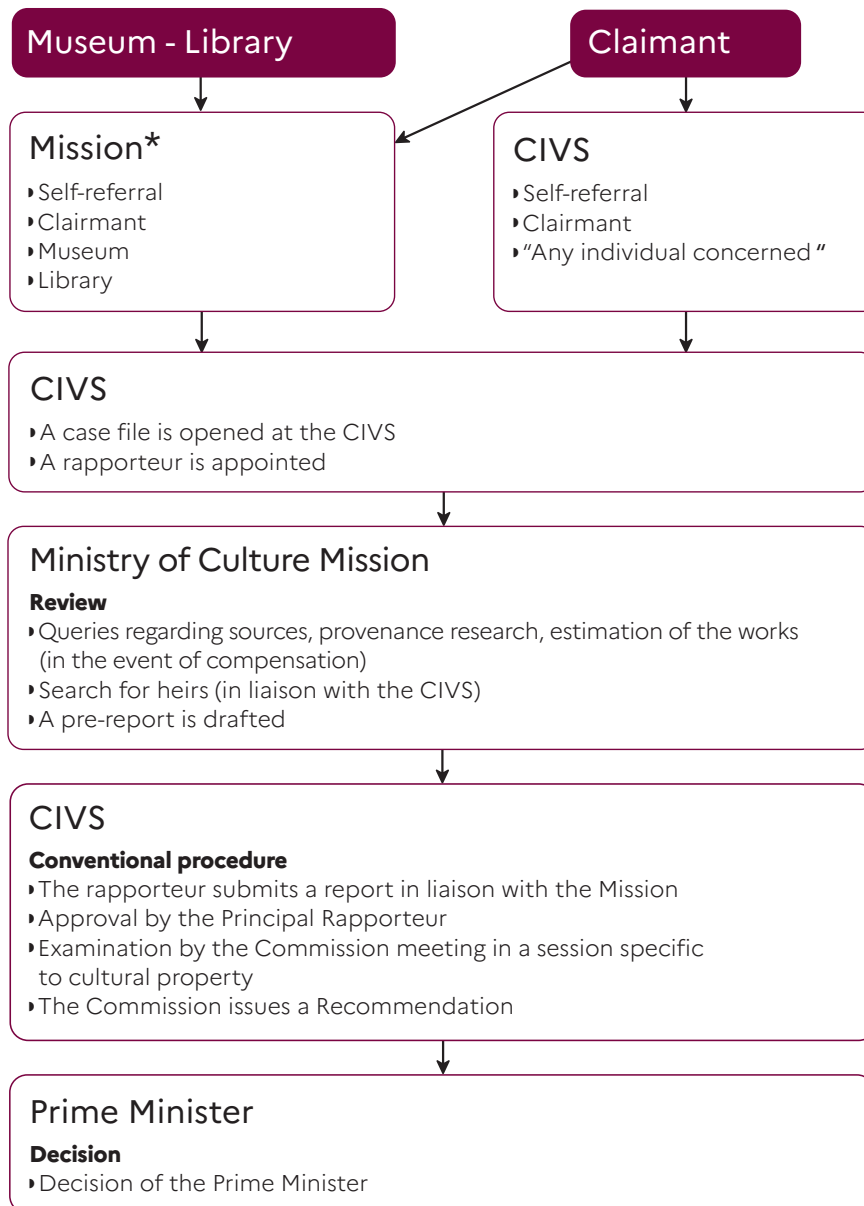 Museum - Library
Claimant
Mission*
◗Self-referral
◗Clairmant
◗Museum
◗Library
CIVS
◗Self-referral
◗Clairmant
◗“Any individual concerned “
CIVS
◗A case file is opened at the CIVS
◗A rapporteur is appointed
Ministry of Culture Mission
Review
◗Queries regarding sources, provenance research, estimation of the works
(in the event of compensation)
◗Search for heirs (in liaison with the CIVS)
◗A pre-report is drafted
CIVS
Conventional procedure
◗The rapporteur submits a report in liaison with the Mission
◗Approval by the Principal Rapporteur
◗Examination by the Commission meeting in a session specific
to cultural property
◗The Commission issues a Recommendation
Prime Minister
Decision
◗Decision of the Prime Minister